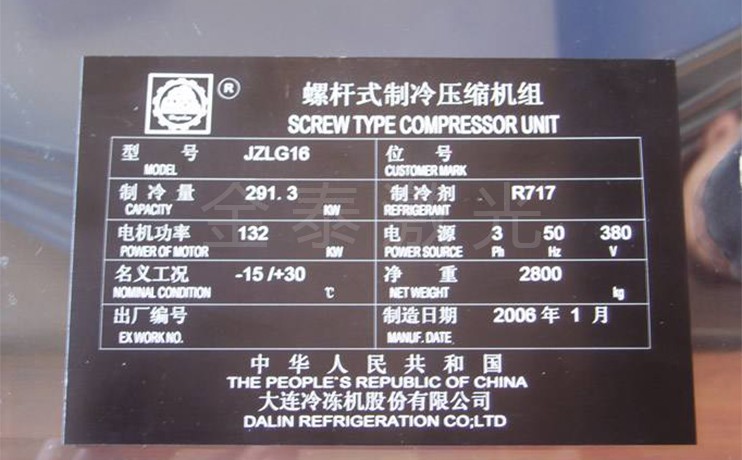 ®
螺杆式制冷压缩机组
SCREW TYPE COMPRESSOR UNIT
型 号 JZLG16 位 号
MODEL CUSTOMER MARK
制冷量 291.3 制冷剂 R717
CAPACITY KW REFRIGERANT
电机功率 132 电 源 3 50 380
POWER OF MOTOR KW POWER SOURCE Ph Hz V
名义工况 -15 /+30 净 重 2800
NOMINAL CONDITION ℃ NET WEIGHT kg
出厂编号 制造日期 2006 年 1 月
EX WORK NO. MANUF. DATE
中华人民共和国
THE PEOPLE`S REPUBLIC OF CHINA
大连冷冻机股份有限公司
DALIN REFRIGERATION CO;LTD
金泰激光